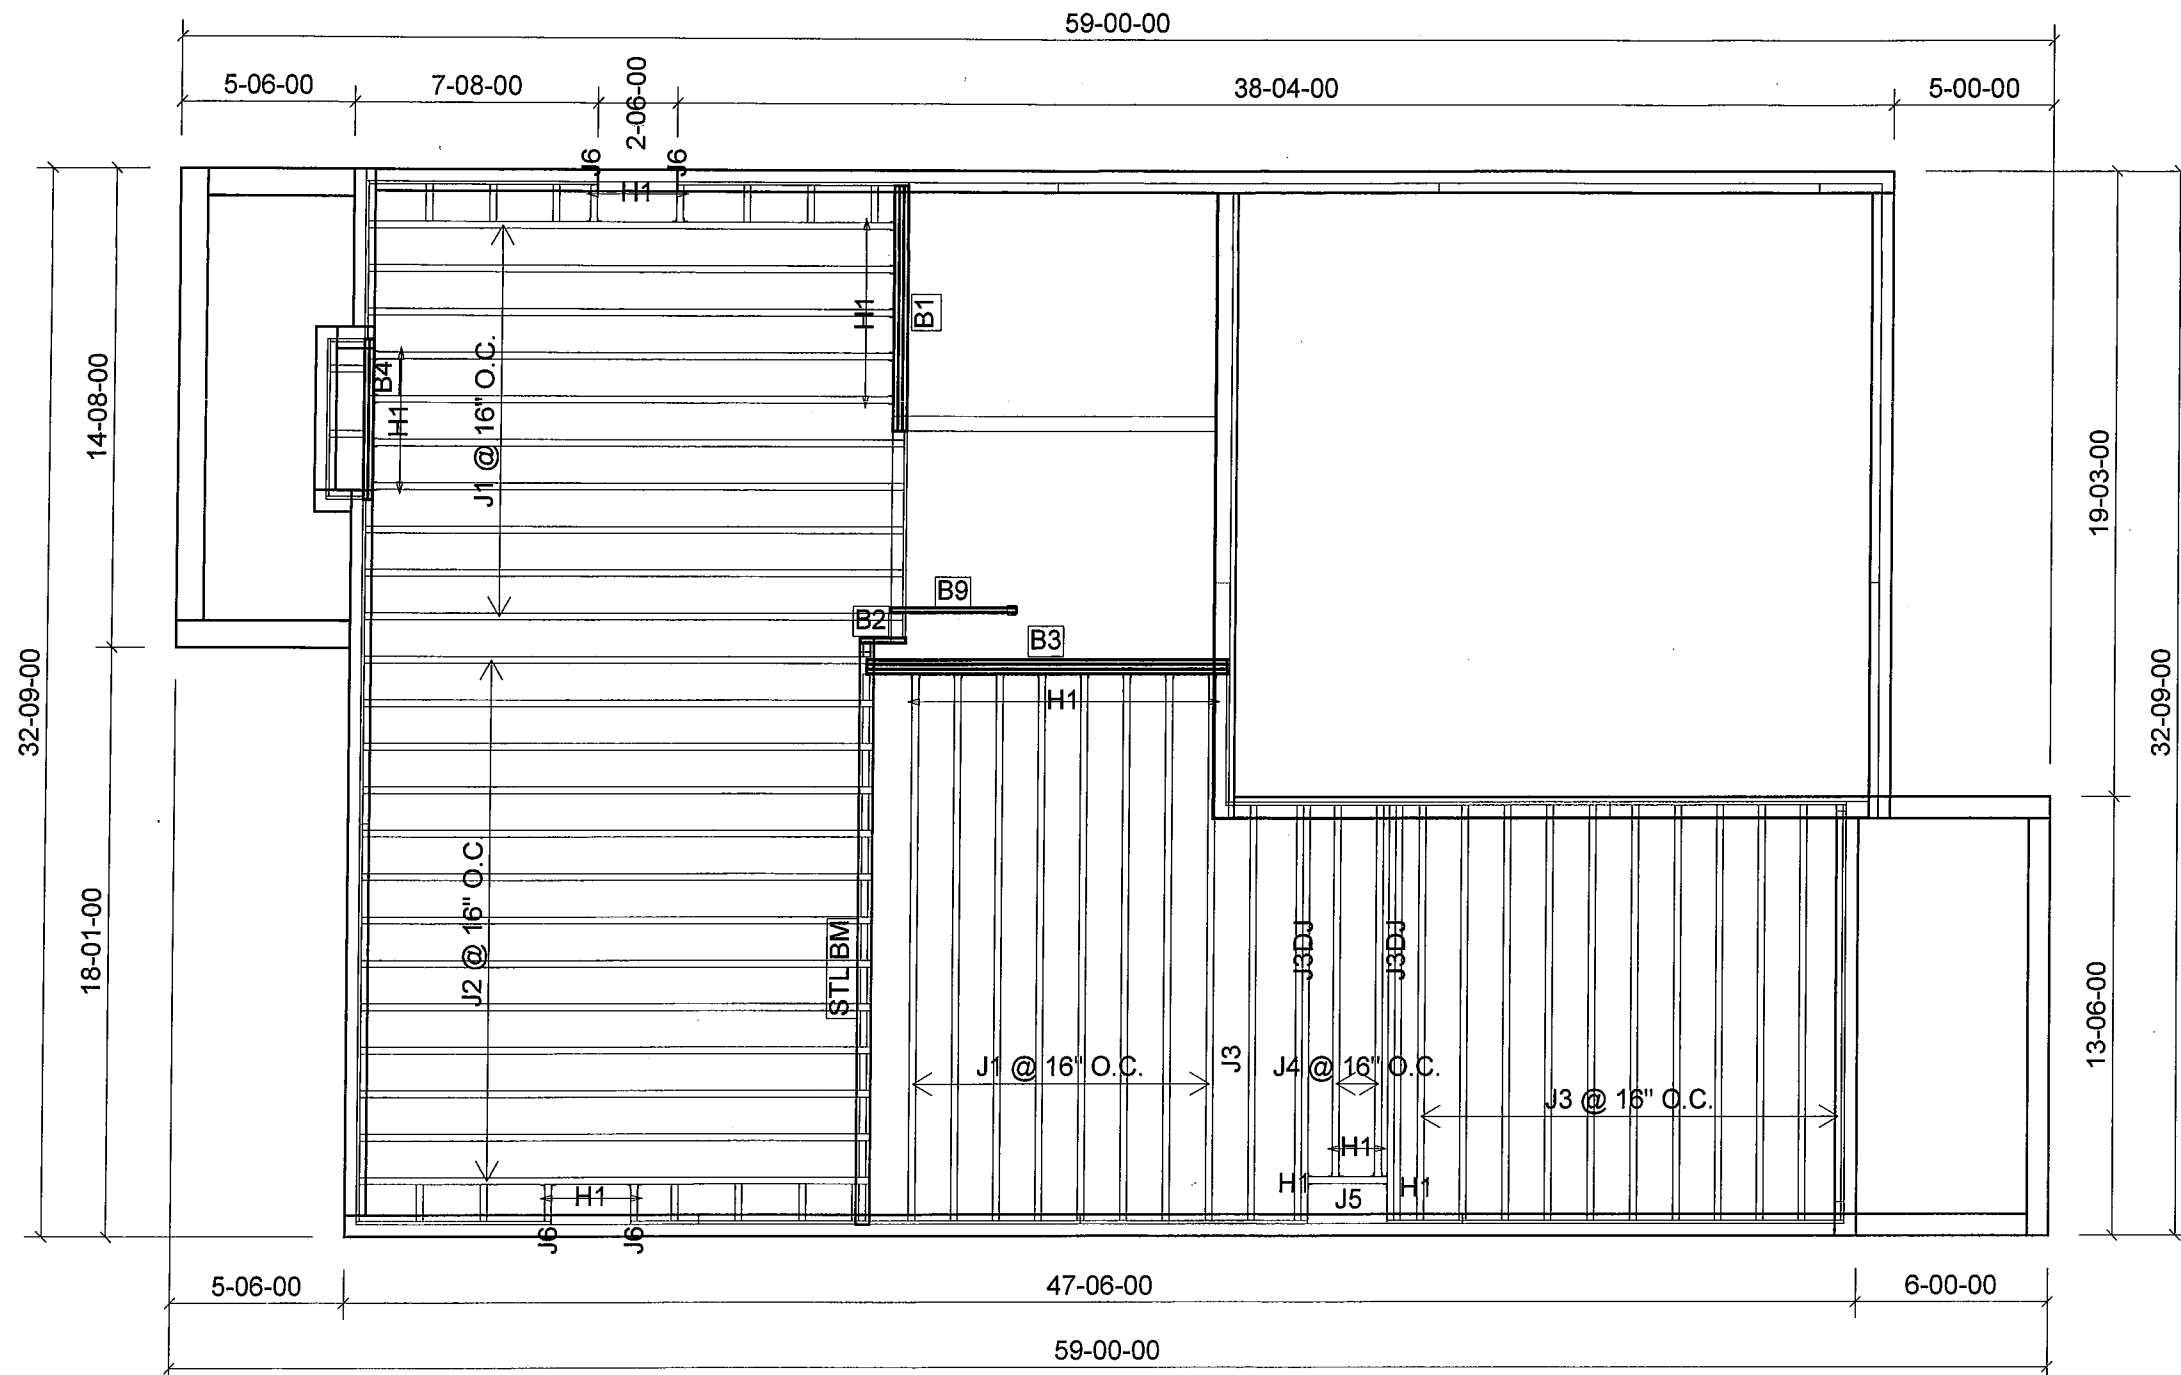 59-00-00
5-06-00
7-08-00
2-06-00
38-04-00
5-00-00
J6
J6
H1
H1
B1
B4
H1
J1 @ 16" O.C.
14-08-00
19-03-00
32-09-00
32-09-00
B9
B2
B3
H1
J2 @ 16" O.C
STL BM
18-01-00
J3DJ
J3DJ
13-06-00
J1 @ 16" O.C.
J3
J4 @ 16" O.C.
J3 @ 16" O.C.
H1
H1
J5
H1
H1
J6
J6
5-06-00
47-06-00
6-00-00
59-00-00